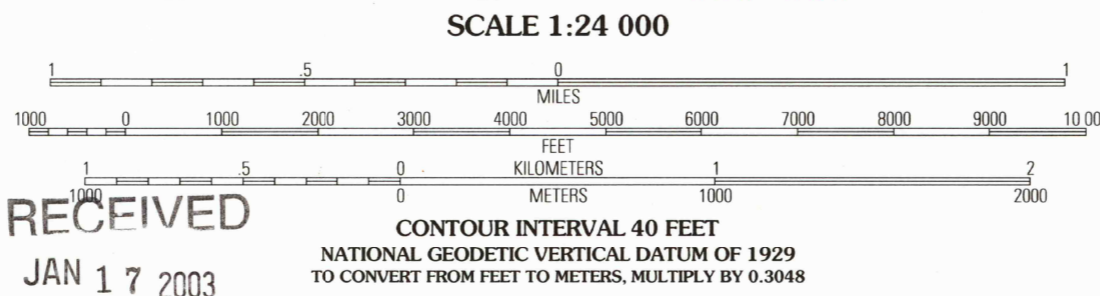 SCALE 1:24 000
1 .5 0 1
MILES
1000 0 1000 2000 3000 4000 5000 6000 7000 8000 9000 10 00
FEET
1 .5 0 KILOMETERS 1 2
1000 0 METERS 1000 2000
RECEIVED
CONTOUR INTERVAL 40 FEET
NATIONAL GEODETIC VERTICAL DATUM OF 1929
JAN 17 2003
TO CONVERT FROM FEET TO METERS, MULTIPLY BY 0.3048